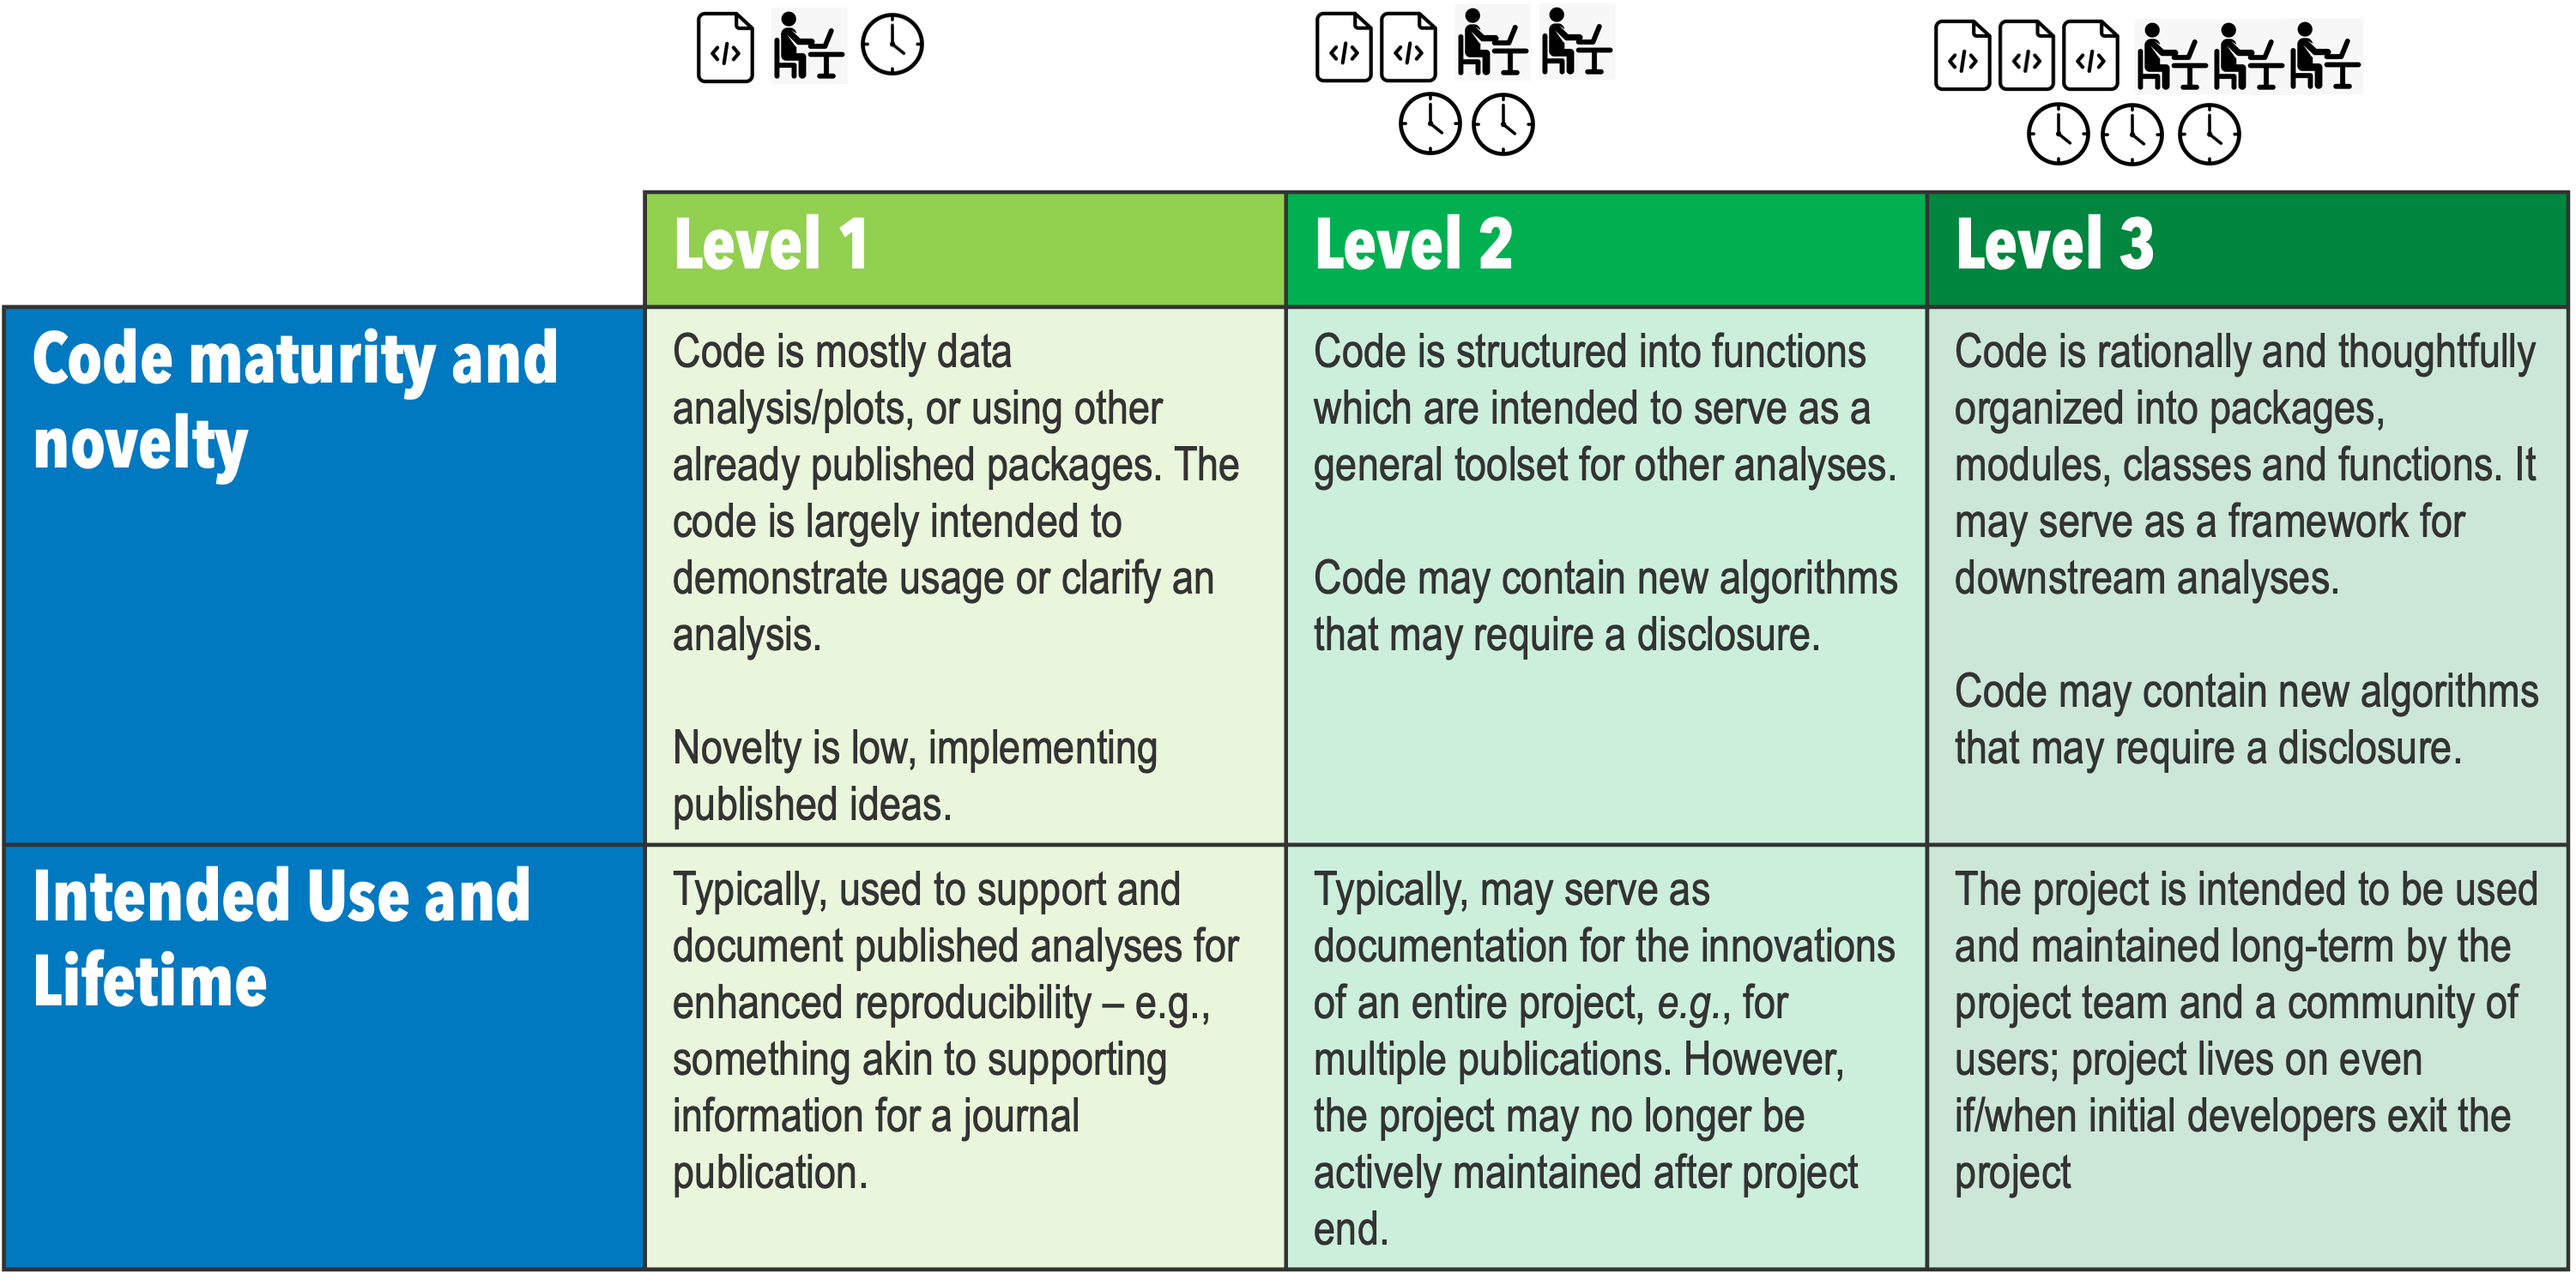 </>
</> </>
</> </> </>
Level 1
Level 2
Level 3
Code maturity and
novelty
Code is mostly data
analysis/plots, or using other
already published packages. The
code is largely intended to
demonstrate usage or clarify an
analysis.
Novelty is low, implementing
published ideas.
Code is structured into functions
which are intended to serve as a
general toolset for other analyses.
Code may contain new algorithms
that may require a disclosure.
Code is rationally and thoughtfully
organized into packages,
modules, classes and functions. It
may serve as a framework for
downstream analyses.
Code may contain new algorithms
that may require a disclosure.
Intended Use and
Lifetime
Typically, used to support and
document published analyses for
enhanced reproducibility – e.g.,
something akin to supporting
information for a journal
publication.
Typically, may serve as
documentation for the innovations
of an entire project, e.g., for
multiple publications. However,
the project may no longer be
actively maintained after project
end.
The project is intended to be used
and maintained long-term by the
project team and a community of
users; project lives on even
if/when initial developers exit the
project